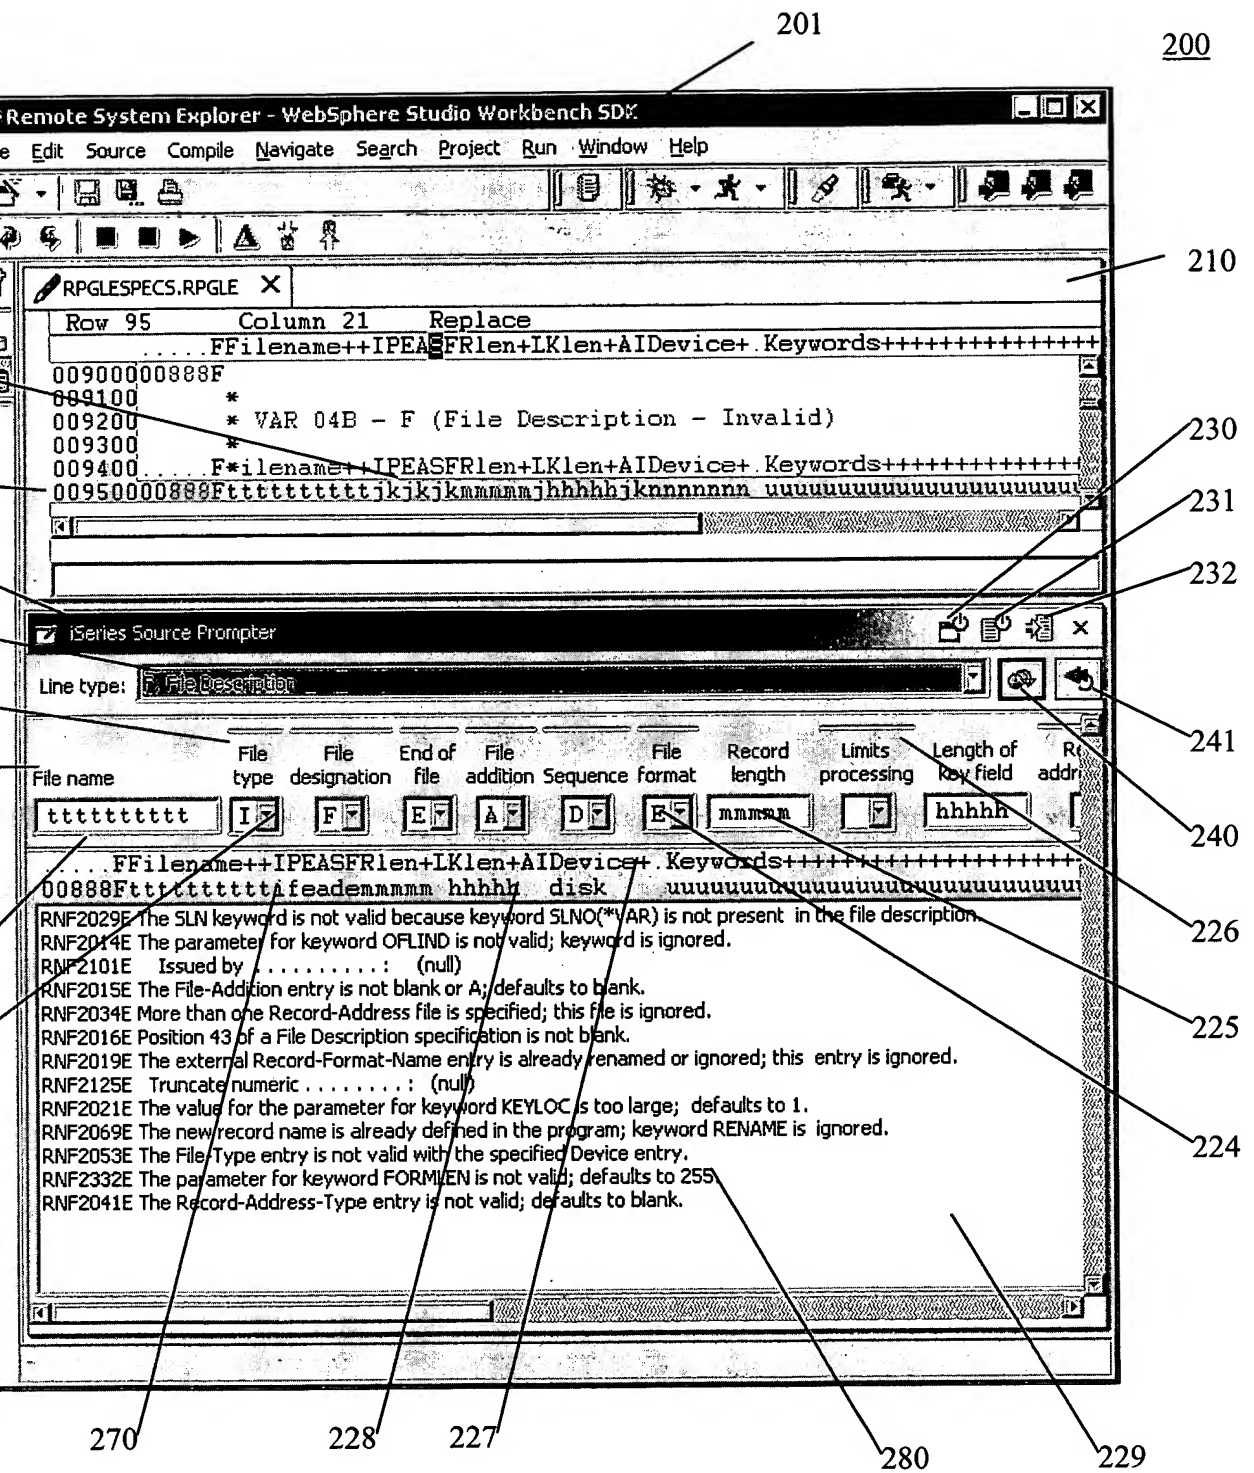 201
200
Remote System Explorer - WebSphere Studio Workbench SDK
e Edit Source Compile Navigate Search Project Run Window Help
210
RPGLESPECS.RPGLE X
Row 95 Column 21 Replace
.....FFilename++IPEASFRlen+LKlen+AIDevice+.Keywords+++++++++++++++
00900000888F
009100 *
009200 * VAR 04B - F (File Description - Invalid)
009300 *
009400.....F*ilename++IPEASFRlen+LKlen+AIDevice+.Keywords+++++++++++++
00950000888Fttttttttttjkjkjkmmmmmjhhhhhjknnnnnnn uuuuuuuuuuuuuuuuuuuuuu
230
231
232
iSeries Source Prompter
Line type: F File Description
241
File name
File type
File designation
End of file
File addition
Sequence
File format
Record length
Limits processing
Length of key field
tttttttttt I F E A D E mmmmm hhhhh
240
.....FFilename++IPEASFRlen+LKlen+AIDevice+.Keywords++++++++++++++++++++
00888Fttttttttttifeademmmmm hhhhh disk uuuuuuuuuuuuuuuuuuuuuuuuuuuu
RNF2029E The SLN keyword is not valid because keyword SLNO(*VAR) is not present in the file description.
RNF2014E The parameter for keyword OFLIND is not valid; keyword is ignored.
226
RNF2101E Issued by . . . . . . . . . . : (null)
RNF2015E The File-Addition entry is not blank or A; defaults to blank.
RNF2034E More than one Record-Address file is specified; this file is ignored.
225
RNF2016E Position 43 of a File Description specification is not blank.
RNF2019E The external Record-Format-Name entry is already renamed or ignored; this entry is ignored.
RNF2125E Truncate numeric . . . . . . . . : (null)
RNF2021E The value for the parameter for keyword KEYLOC is too large; defaults to 1.
RNF2069E The new record name is already defined in the program; keyword RENAME is ignored.
224
RNF2053E The File-Type entry is not valid with the specified Device entry.
RNF2332E The parameter for keyword FORMLEN is not valid; defaults to 255.
RNF2041E The Record-Address-Type entry is not valid; defaults to blank.
270 228 227 280 229